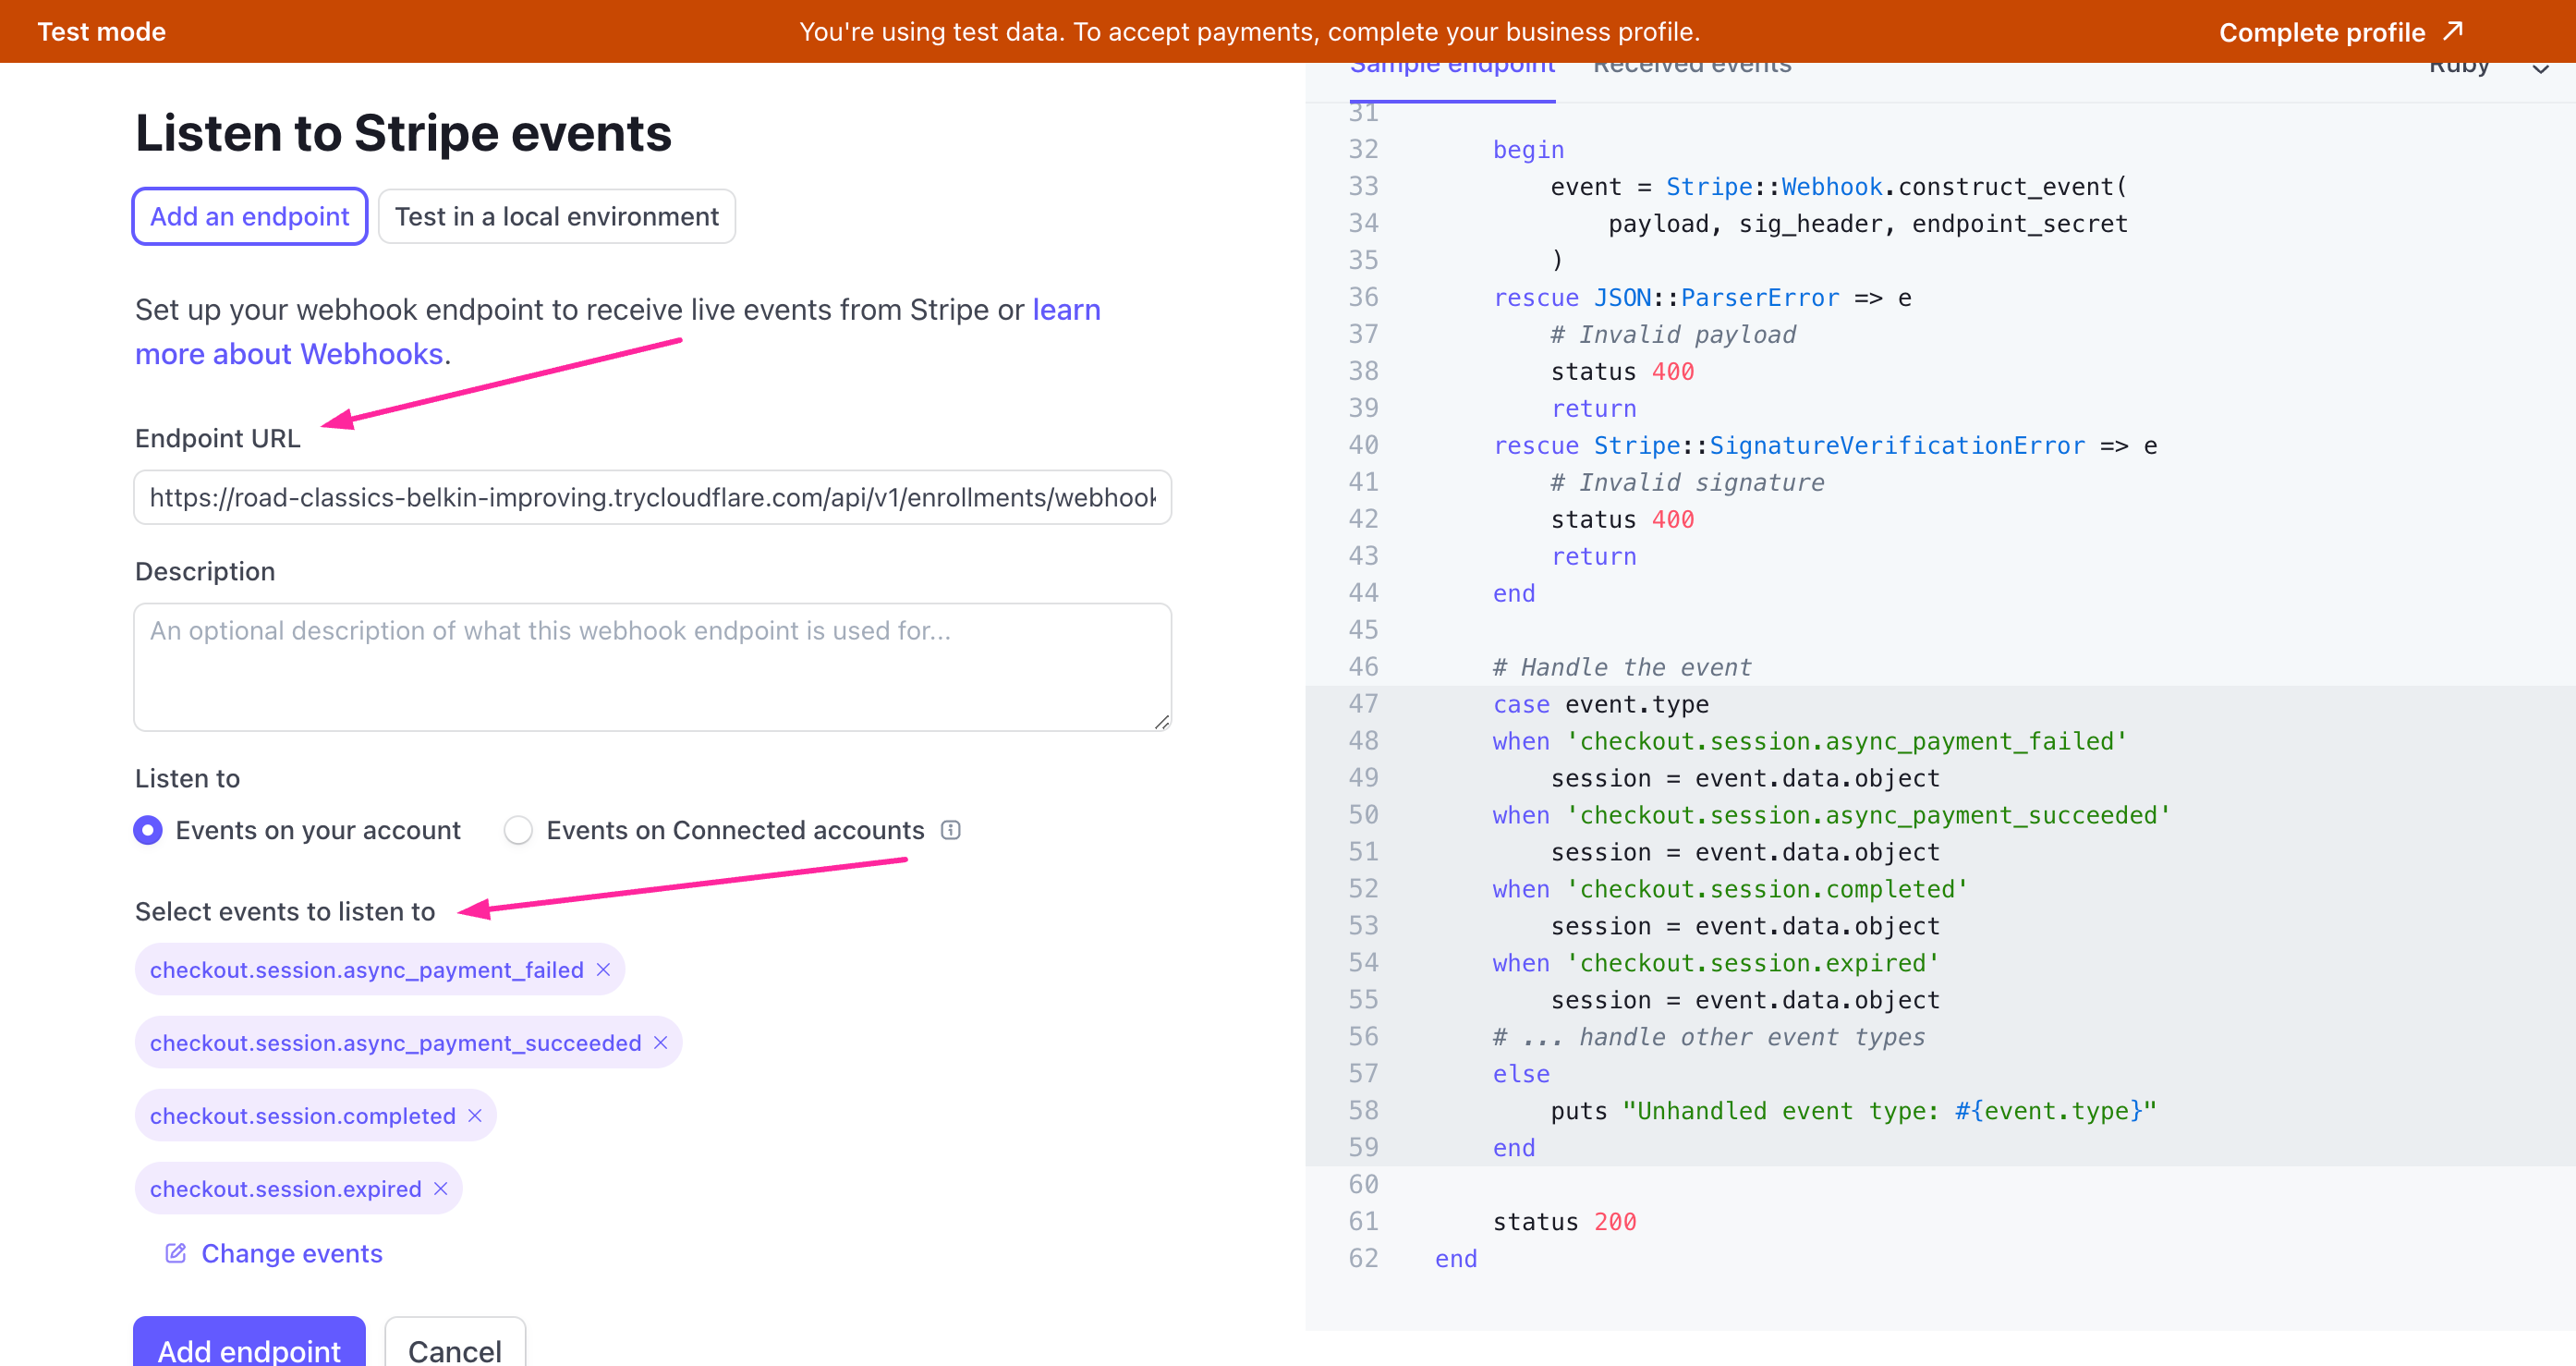 Test mode
You're using test data. To accept payments, complete your business profile.
Complete profile
Listen to Stripe events
Add an endpoint
Test in a local environment
Set up your webhook endpoint to receive live events from Stripe or learn
more about Webhooks.
Endpoint URL
https://road-classics-belkin-improving.trycloudflare.com/api/v1/enrollments/webhook
Description
An optional description of what this webhook endpoint is used for...
Listen to
Events on your account
Events on Connected accounts
Select events to listen to
checkout.session.async_payment_failed
checkout.session.async_payment_succeeded
checkout.session.completed
checkout.session.expired
Change events
Add endpoint
Cancel
Sample endpoint
Received events
Ruby
31
32 begin
33 event = Stripe::Webhook.construct_event(
34 payload, sig_header, endpoint_secret
35 )
36 rescue JSON::ParserError => e
37 # Invalid payload
38 status 400
39 return
40 rescue Stripe::SignatureVerificationError => e
41 # Invalid signature
42 status 400
43 return
44 end
45
46 # Handle the event
47 case event.type
48 when 'checkout.session.async_payment_failed'
49 session = event.data.object
50 when 'checkout.session.async_payment_succeeded'
51 session = event.data.object
52 when 'checkout.session.completed'
53 session = event.data.object
54 when 'checkout.session.expired'
55 session = event.data.object
56 # ... handle other event types
57 else
58 puts "Unhandled event type: #{event.type}"
59 end
60
61 status 200
62 end